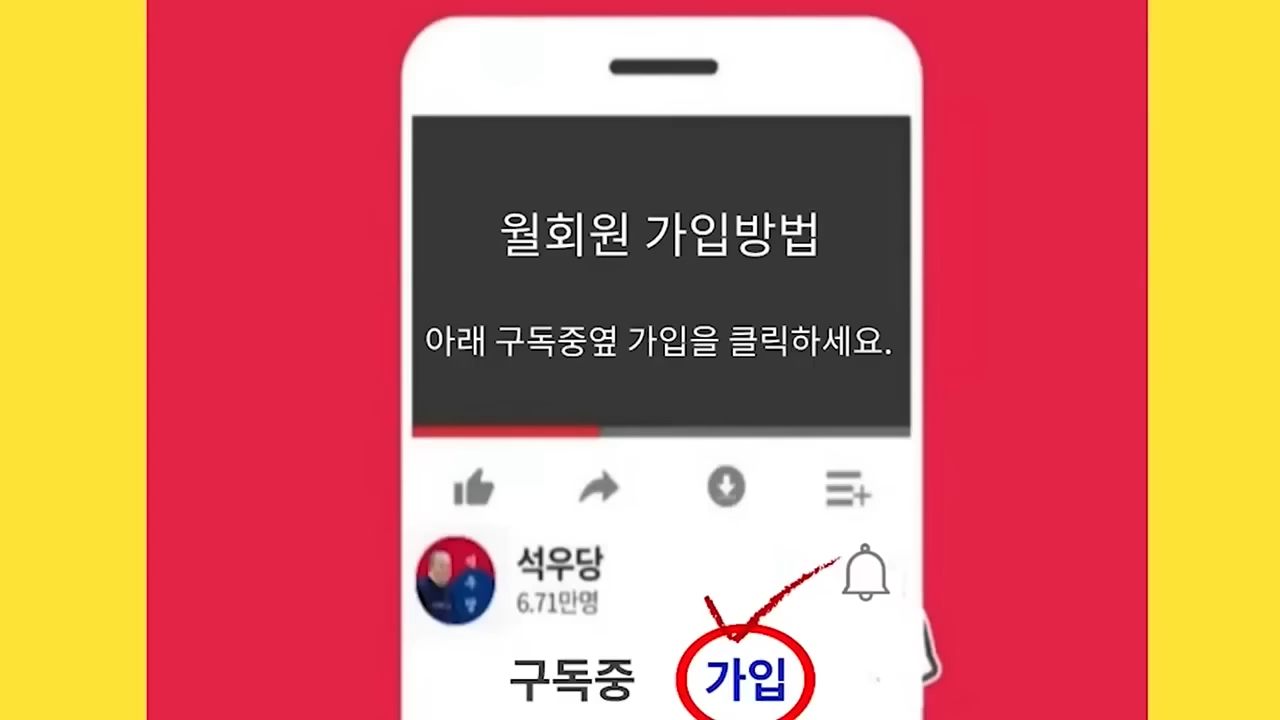 월회원 가입방법
아래 구독중옆 가입을 클릭하세요.
석우당
6.71만명
구독중 가입